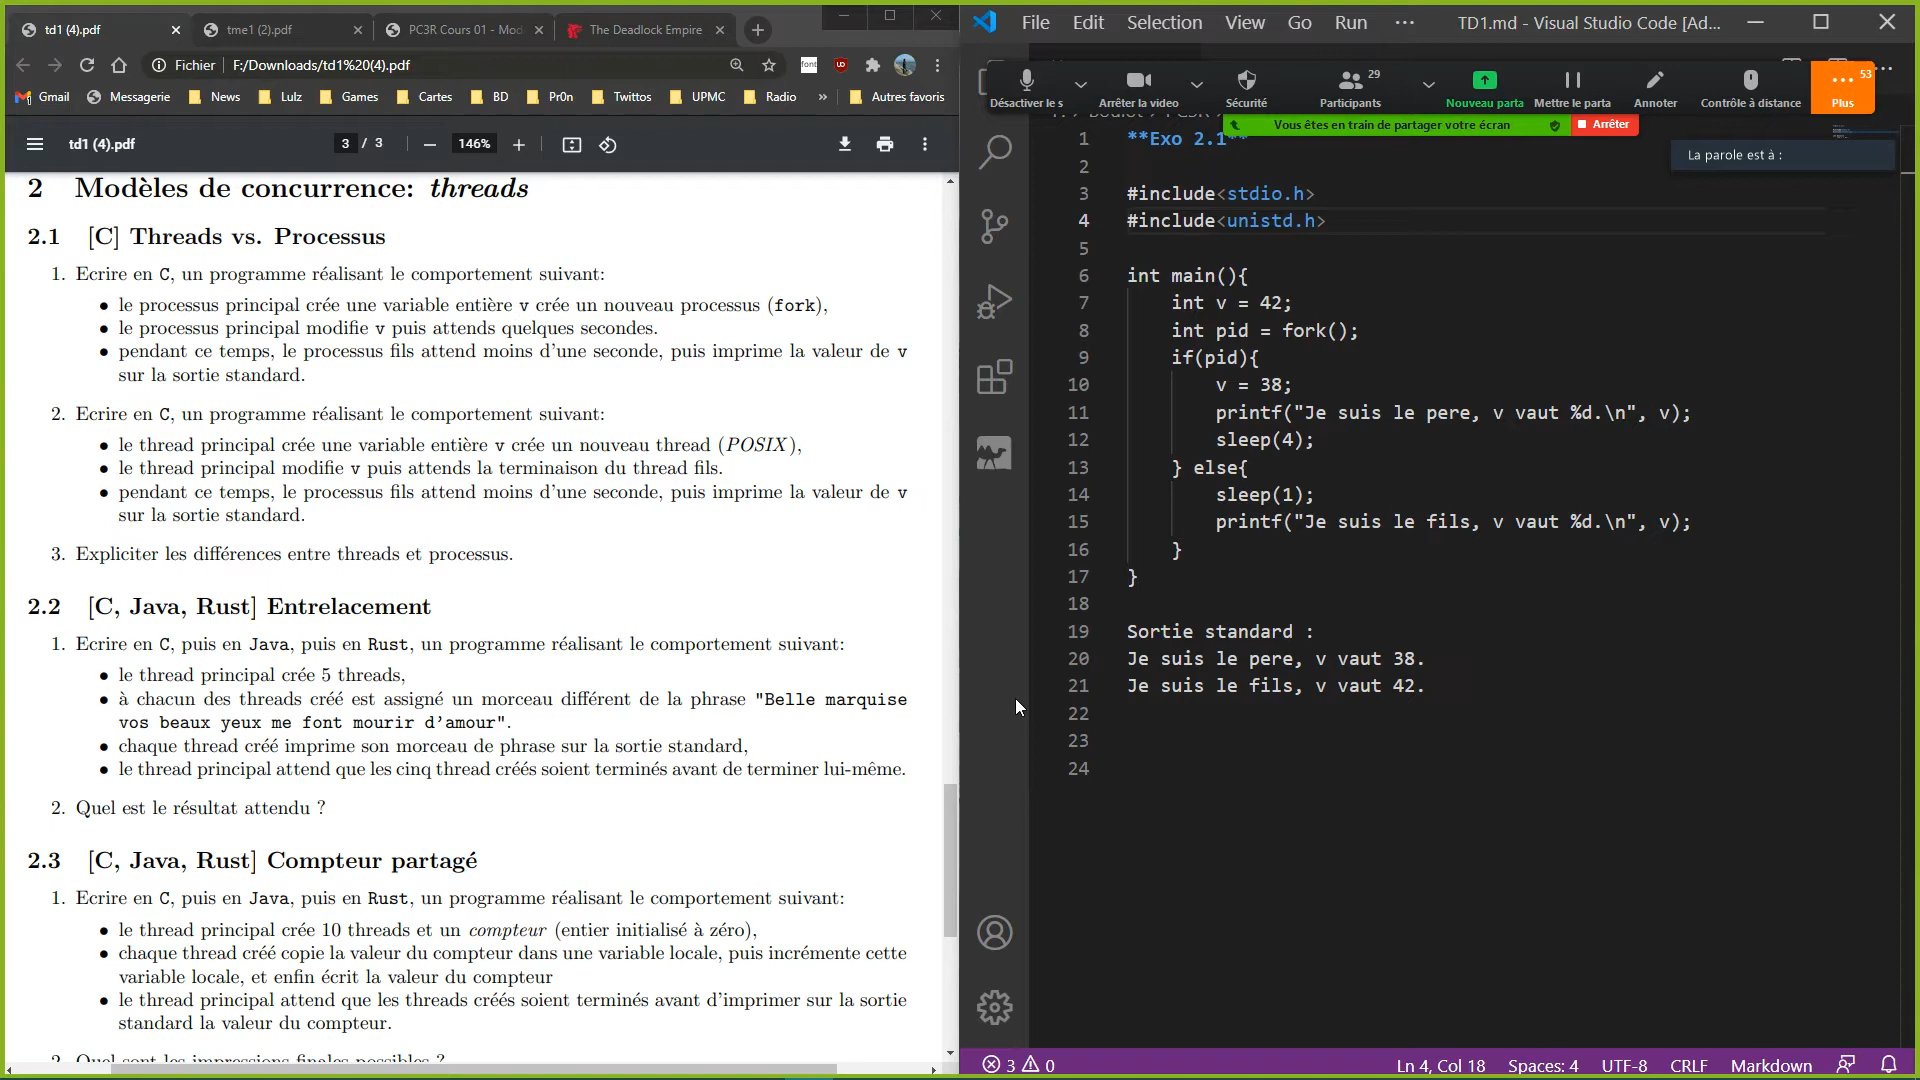 td1 (4).pdf
tme1 (2).pdf
PC3R Cours 01 - Mod
The Deadlock Empire
Fichier
F:/Downloads/td1%20(4).pdf
Gmail
Messagerie
News
Lulz
Games
Cartes
BD
Pr0n
Twittos
UPMC
Radio
»
Autres favoris
td1 (4).pdf
3 / 3
146%
2 Modèles de concurrence: threads
2.1 [C] Threads vs. Processus
1. Ecrire en C, un programme réalisant le comportement suivant:
• le processus principal crée une variable entière v crée un nouveau processus (fork),
• le processus principal modifie v puis attends quelques secondes.
• pendant ce temps, le processus fils attend moins d'une seconde, puis imprime la valeur de v
sur la sortie standard.
2. Ecrire en C, un programme réalisant le comportement suivant:
• le thread principal crée une variable entière v crée un nouveau thread (POSIX),
• le thread principal modifie v puis attends la terminaison du thread fils.
• pendant ce temps, le processus fils attend moins d'une seconde, puis imprime la valeur de v
sur la sortie standard.
3. Expliciter les différences entre threads et processus.
2.2 [C, Java, Rust] Entrelacement
1. Ecrire en C, puis en Java, puis en Rust, un programme réalisant le comportement suivant:
• le thread principal crée 5 threads,
• à chacun des threads créé est assigné un morceau différent de la phrase "Belle marquise
vos beaux yeux me font mourir d'amour".
• chaque thread créé imprime son morceau de phrase sur la sortie standard,
• le thread principal attend que les cinq thread créés soient terminés avant de terminer lui-même.
2. Quel est le résultat attendu ?
2.3 [C, Java, Rust] Compteur partagé
1. Ecrire en C, puis en Java, puis en Rust, un programme réalisant le comportement suivant:
• le thread principal crée 10 threads et un compteur (entier initialisé à zéro),
• chaque thread créé copie la valeur du compteur dans une variable locale, puis incrémente cette
variable locale, et enfin écrit la valeur du compteur
• le thread principal attend que les threads créés soient terminés avant d'imprimer sur la sortie
standard la valeur du compteur.
2. Quel sont les impressions finales possibles ?
File Edit Selection View Go Run ···
TD1.md - Visual Studio Code [Ad...
Désactiver le s
Arrêter la video
Sécurité
29
Participants
Nouveau parta
Mettre le parta
Annoter
Contrôle à distance
53
Plus
Vous êtes en train de partager votre écran
Arrêter
La parole est à :
1 **Exo 2.1**
2
3 #include<stdio.h>
4 #include<unistd.h>
5
6 int main(){
7 int v = 42;
8 int pid = fork();
9 if(pid){
10 v = 38;
11 printf("Je suis le pere, v vaut %d.\n", v);
12 sleep(4);
13 } else{
14 sleep(1);
15 printf("Je suis le fils, v vaut %d.\n", v);
16 }
17 }
18
19 Sortie standard :
20 Je suis le pere, v vaut 38.
21 Je suis le fils, v vaut 42.
22
23
24
3 0
Ln 4, Col 18
Spaces: 4
UTF-8
CRLF
Markdown